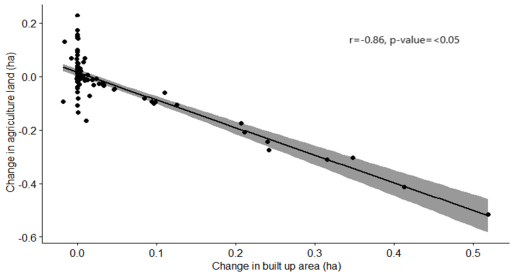 0.2
r=-0.86, p-value=<0.05
0.0
-0.2
-0.4
-0.6
Change in agriculture land (ha)
0.0 0.1 0.2 0.3 0.4 0.5
Change in built up area (ha)